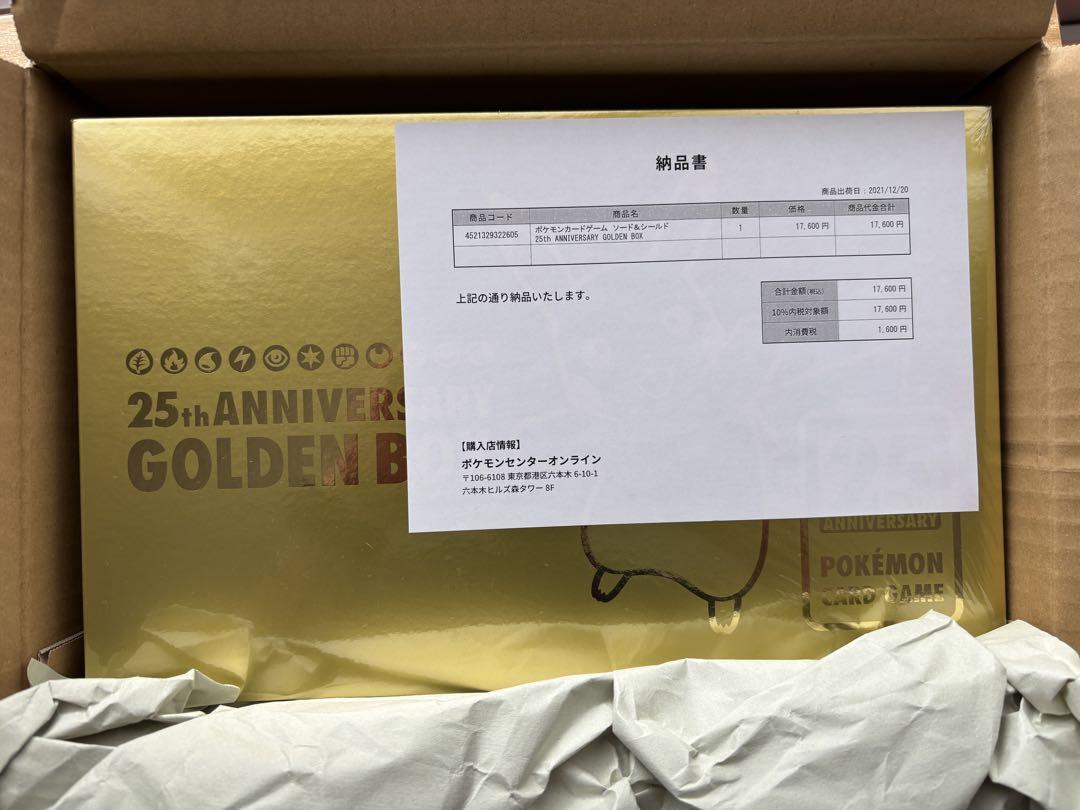 納品書
商品出荷日：2021/12/20
商品コード 商品名 数量 価格 商品代金合計
4521329322605 ポケモンカードゲーム ソード&シールド 1 17,600 円 17,600 円
25th ANNIVERSARY GOLDEN BOX
上記の通り納品いたします。
合計金額(税込) 17,600 円
10%内税対象額 17,600 円
内消費税 1,600 円
【購入店情報】
ポケモンセンターオンライン
〒106-6108 東京都港区六本木 6-10-1
六本木ヒルズ森タワー 8F
25th ANNIVERSARY
GOLDEN B
ANNIVERSARY
POKÉMON
CARD GAME